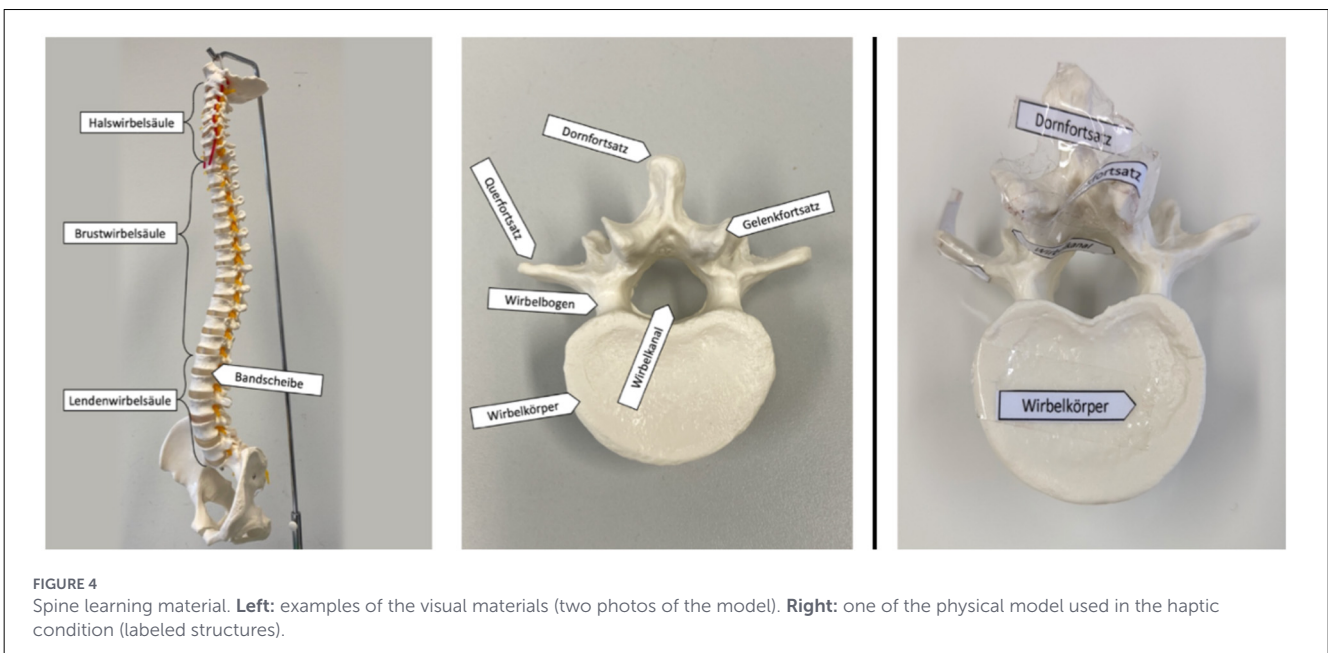 Halswirbelsäule
Brustwirbelsäule
Lendenwirbelsäule
Bandscheibe
Dornfortsatz
Querfortsatz
Gelenkfortsatz
Wirbelbogen
Wirbelkanal
Wirbelkörper
Dornfortsatz
Wirbelkörper
FIGURE 4
Spine learning material. Left: examples of the visual materials (two photos of the model). Right: one of the physical model used in the haptic
condition (labeled structures).